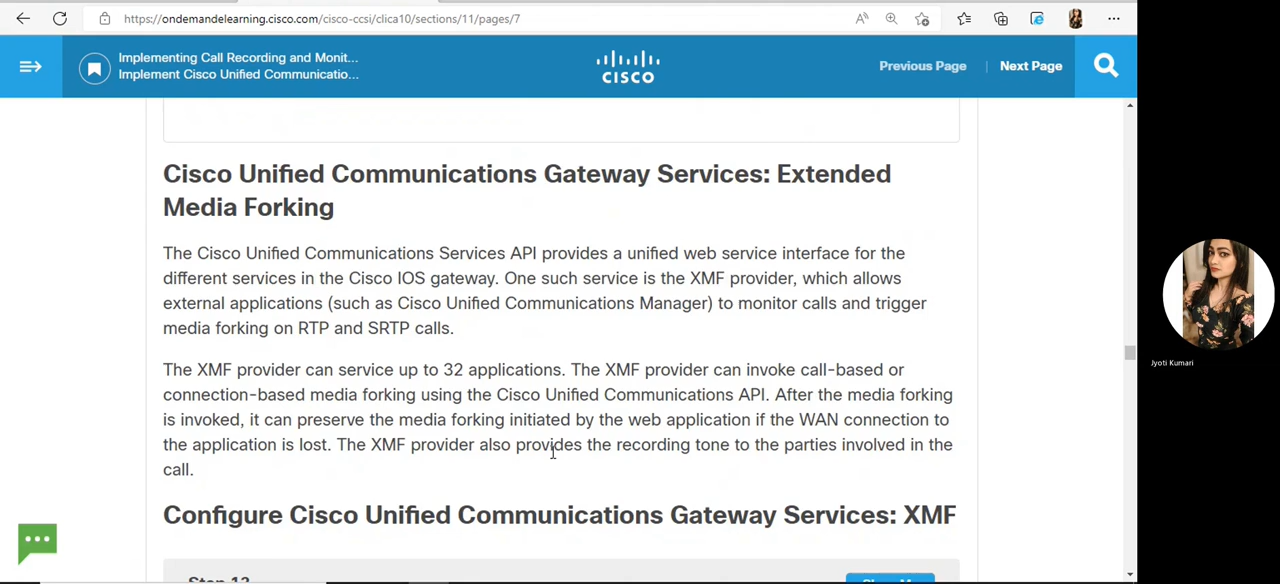 https://ondemandelearning.cisco.com/cisco-ccsi/clica10/sections/11/pages/7
Implementing Call Recording and Monit...
Implement Cisco Unified Communicatio...
CISCO
Previous Page | Next Page
Cisco Unified Communications Gateway Services: Extended
Media Forking
The Cisco Unified Communications Services API provides a unified web service interface for the
different services in the Cisco IOS gateway. One such service is the XMF provider, which allows
external applications (such as Cisco Unified Communications Manager) to monitor calls and trigger
media forking on RTP and SRTP calls.
The XMF provider can service up to 32 applications. The XMF provider can invoke call-based or
connection-based media forking using the Cisco Unified Communications API. After the media forking
is invoked, it can preserve the media forking initiated by the web application if the WAN connection to
the application is lost. The XMF provider also provides the recording tone to the parties involved in the
call.
Configure Cisco Unified Communications Gateway Services: XMF
Jyoti Kumari